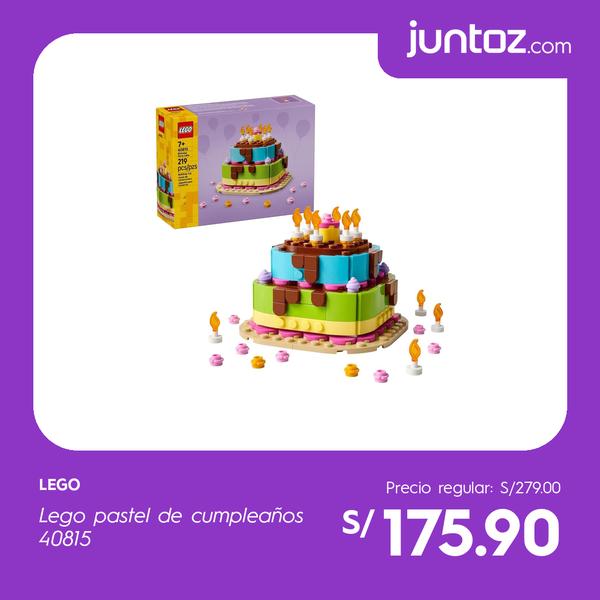 juntoz.com
LEGO
7+
40815
219
pcs/pzs
LEGO
Precio regular: S/279.00
Lego pastel de cumpleaños
40815
S/175.90